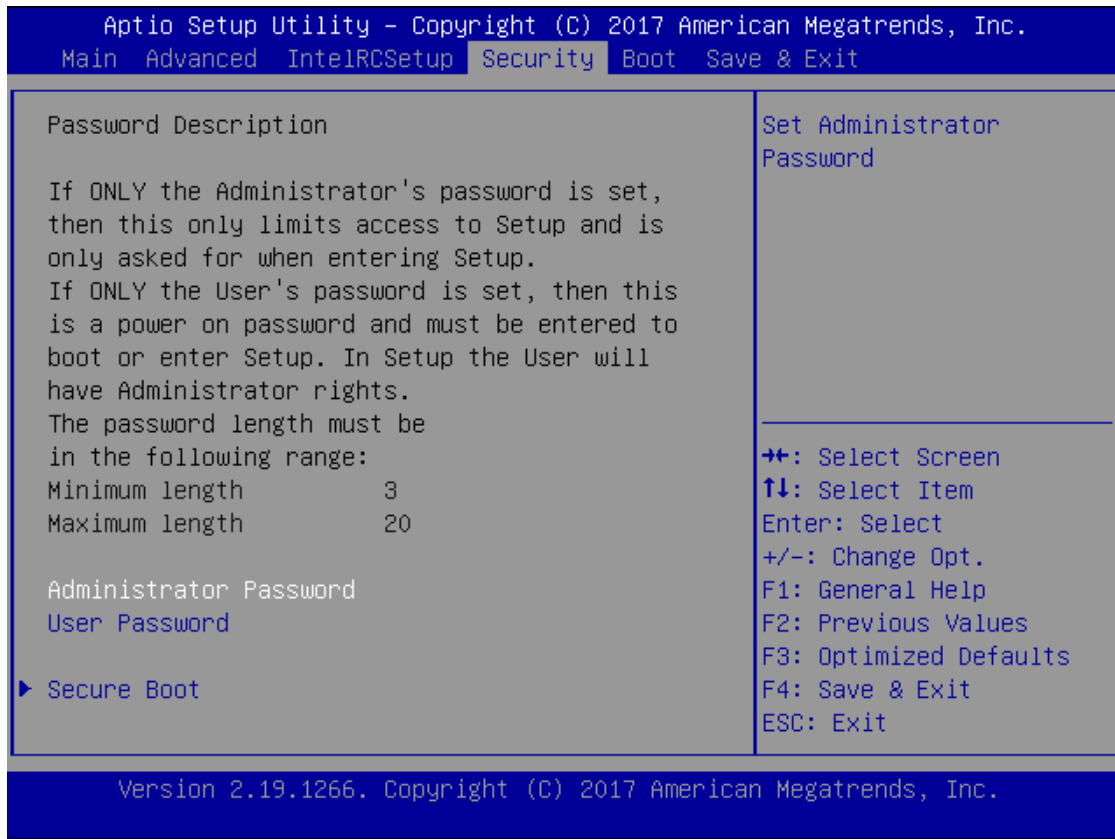 Aptio Setup Utility – Copyright (C) 2017 American Megatrends, Inc.
Main Advanced IntelRCSetup Security Boot Save & Exit
Password Description
If ONLY the Administrator's password is set,
then this only limits access to Setup and is
only asked for when entering Setup.
If ONLY the User's password is set, then this
is a power on password and must be entered to
boot or enter Setup. In Setup the User will
have Administrator rights.
The password length must be
in the following range:
Minimum length 3
Maximum length 20
Administrator Password
User Password
Secure Boot
Set Administrator
Password
→←: Select Screen
↑↓: Select Item
Enter: Select
+/-: Change Opt.
F1: General Help
F2: Previous Values
F3: Optimized Defaults
F4: Save & Exit
ESC: Exit
Version 2.19.1266. Copyright (C) 2017 American Megatrends, Inc.